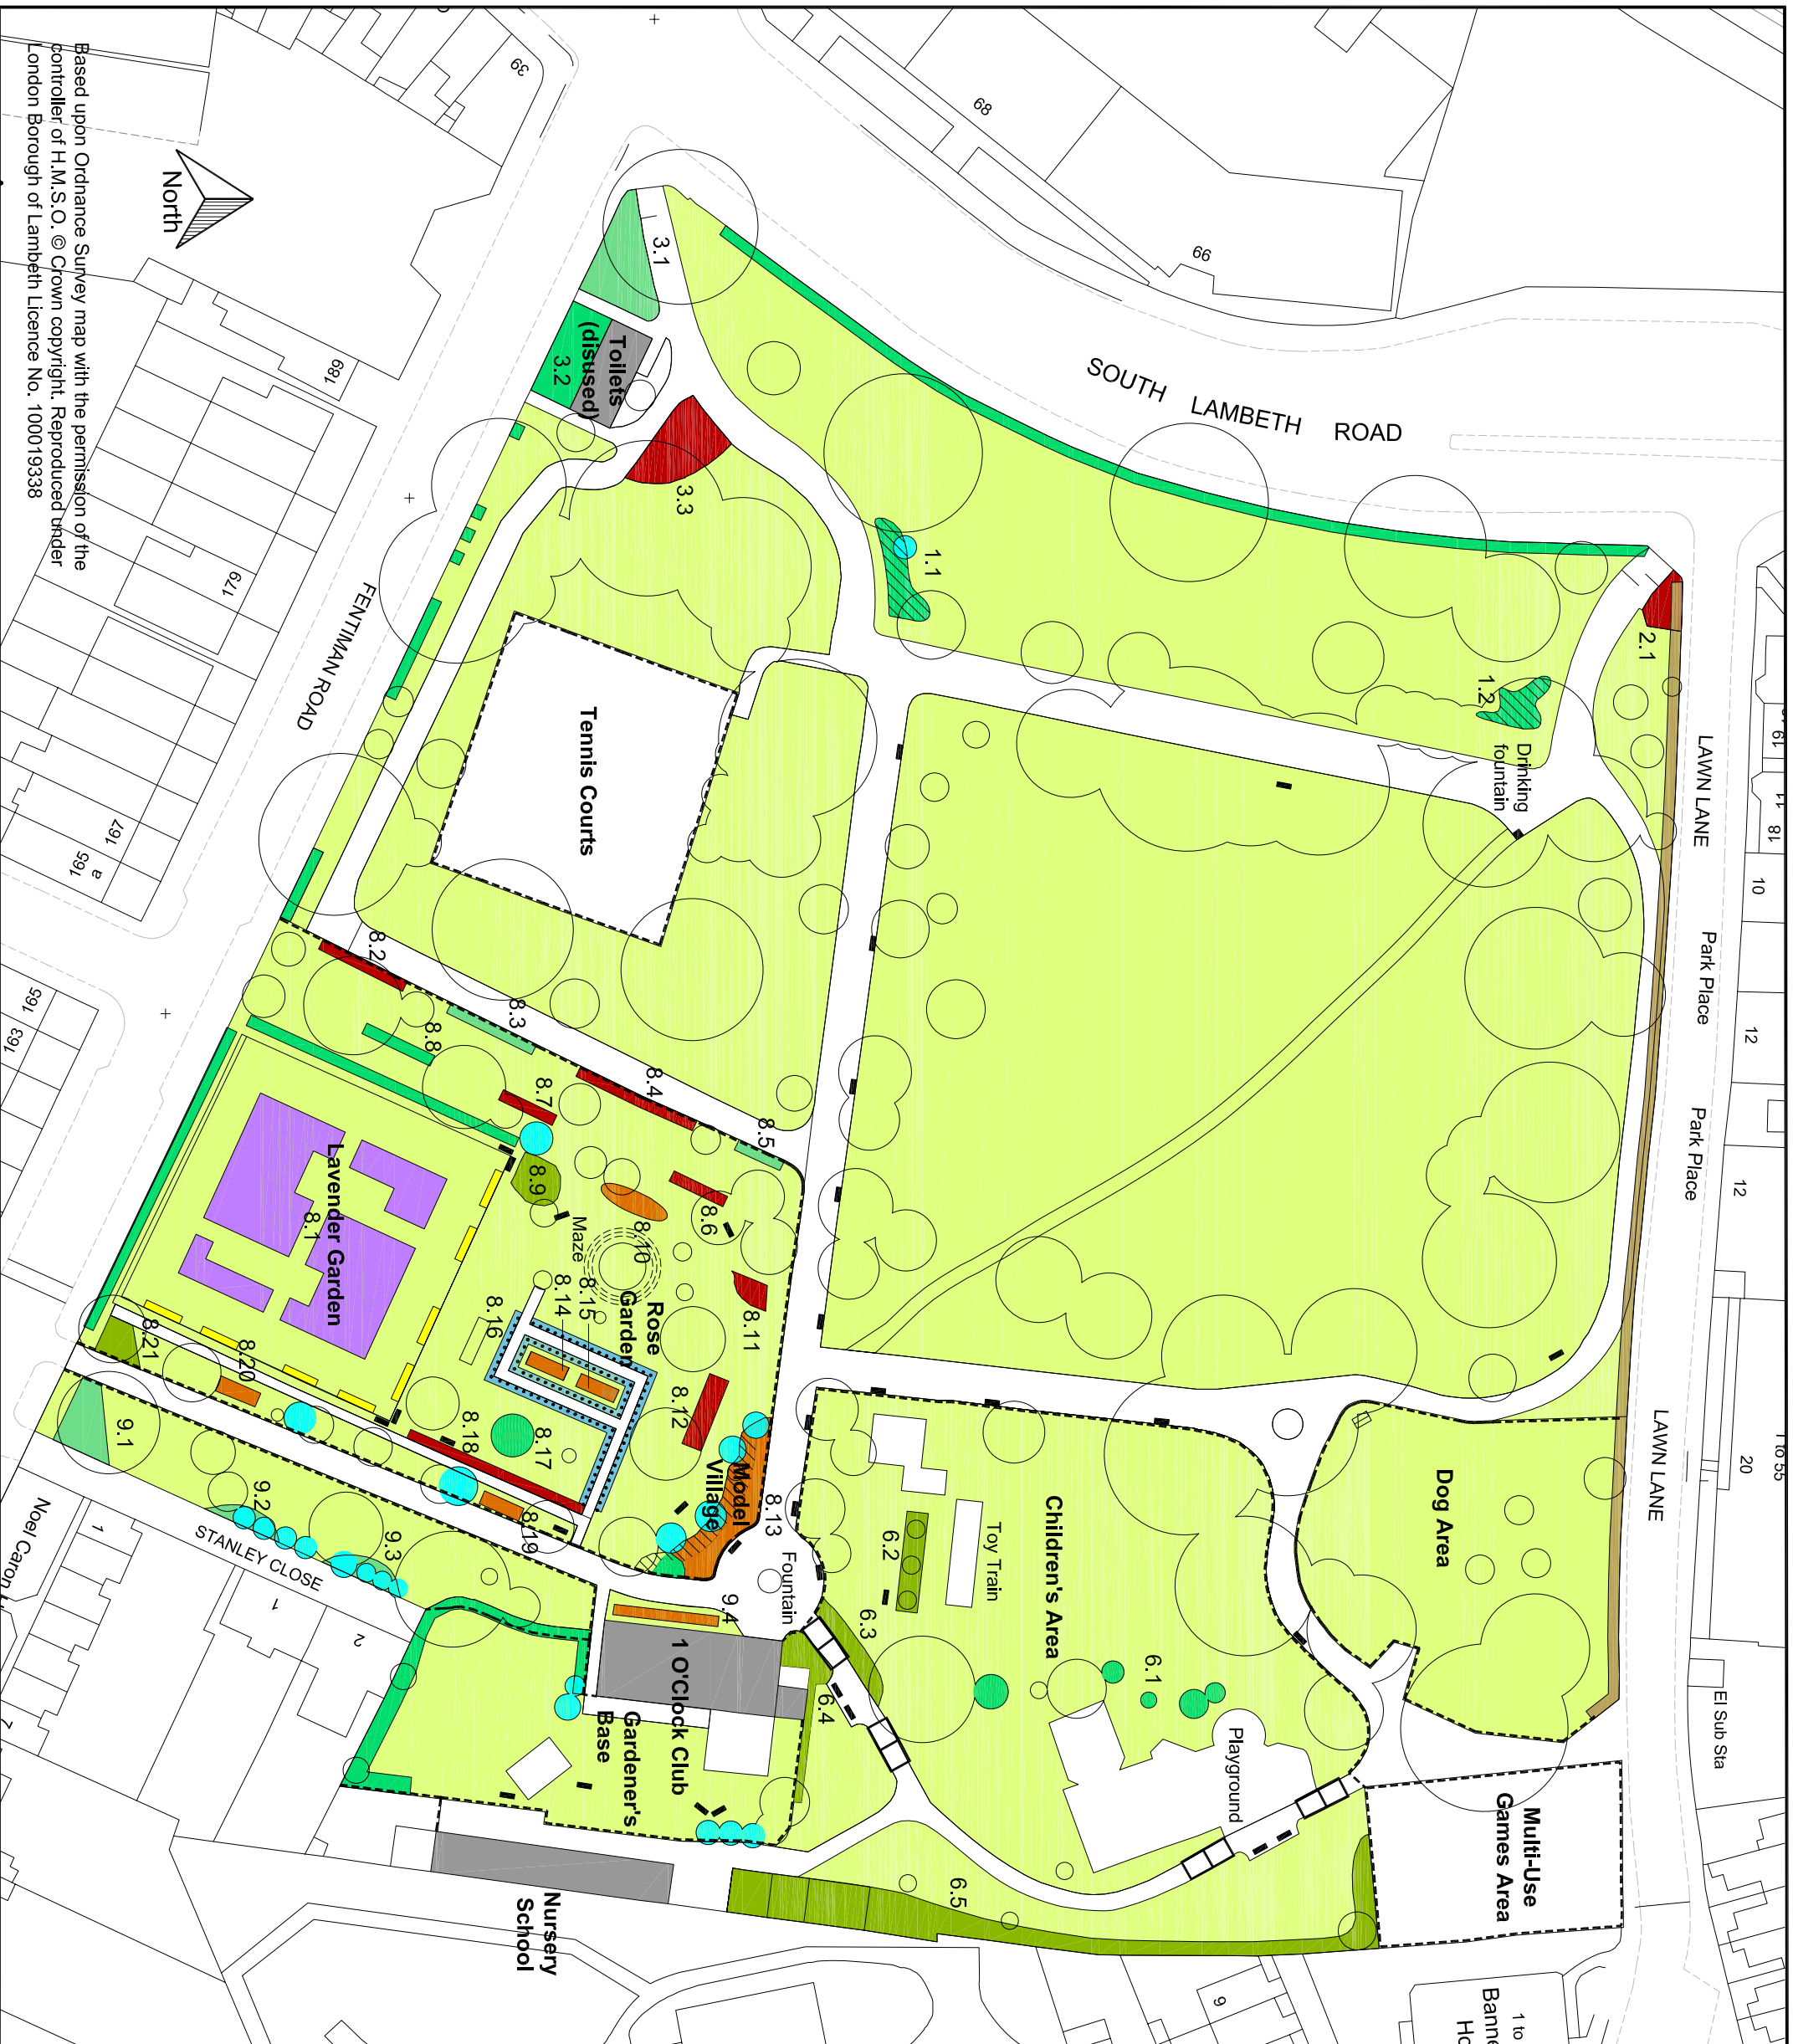 Based upon Ordnance Survey map with the permission of the
controller of H.M.S.O. © Crown copyright. Reproduced under
London Borough of Lambeth Licence No. 100019338
North
SOUTH LAMBETH ROAD
FENTIMAN ROAD
LAWN LANE
Park Place
Park Place
LAWN LANE
STANLEY CLOSE
Noel Caron
39
68
66
189
179
167
165
a
165
163
11
18
10
12
12
20
1 to 55
El Sub Sta
1
1
2
9
1 to
Toilets
(disused)
Tennis Courts
Drinking
fountain
Lavender Garden
Maze
Rose
Garden
Model
Village
Fountain
Toy Train
Children's Area
Playground
Dog Area
Multi-Use
Games Area
1 O'Clock Club
Gardener's
Base
Nursery
School
1.1
1.2
2.1
3.1
3.2
3.3
6.1
6.2
6.3
6.4
6.5
8.1
8.2
8.3
8.4
8.5
8.6
8.7
8.8
8.9
8.10
8.11
8.12
8.13
8.14
8.15
8.16
8.17
8.18
8.19
8.20
8.21
9.1
9.2
9.3
9.4